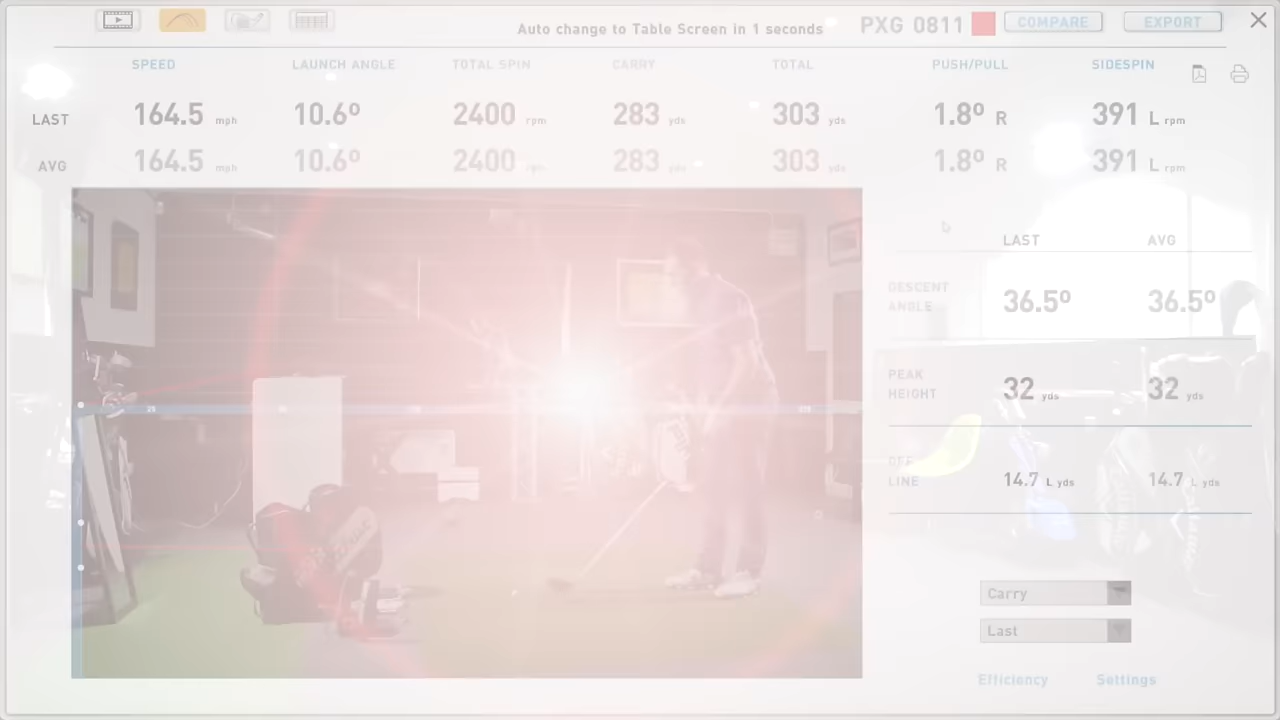 Auto change to Table Screen in 1 seconds
PXG 0811
COMPARE
EXPORT
SPEED LAUNCH ANGLE TOTAL SPIN CARRY TOTAL PUSH/PULL SIDESPIN
LAST 164.5 mph 10.6º 2400 rpm 283 yds 303 yds 1.8º R 391 L rpm
AVG 164.5 mph 10.6º 2400 rpm 283 yds 303 yds 1.8º R 391 L rpm
LAST AVG
DESCENT
ANGLE 36.5º 36.5º
PEAK
HEIGHT 32 yds 32 yds
OFF
LINE 14.7 L yds 14.7 L yds
25
Carry
Last
Efficiency Settings